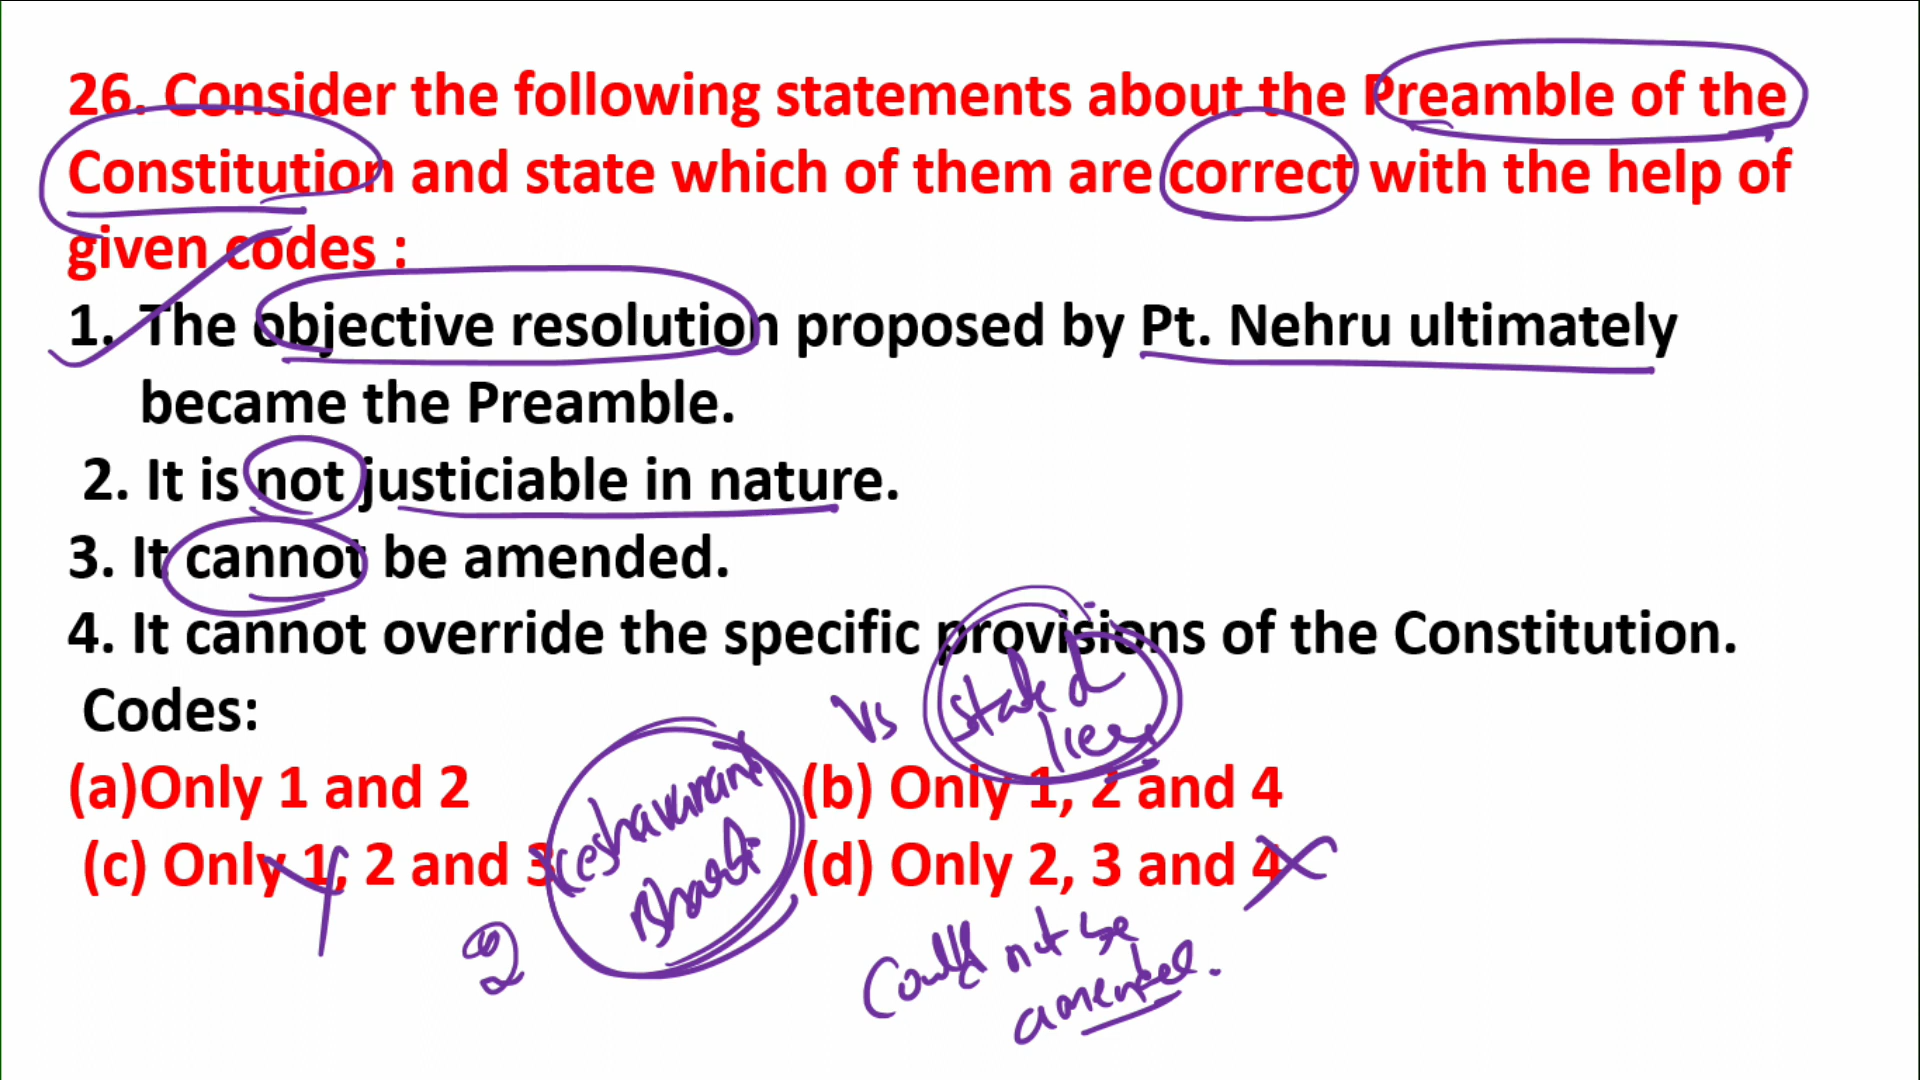 26. Consider the following statements about the Preamble of the
Constitution and state which of them are correct with the help of
given codes :
1. The objective resolution proposed by Pt. Nehru ultimately
became the Preamble.
2. It is not justiciable in nature.
3. It cannot be amended.
4. It cannot override the specific provisions of the Constitution.
Codes:
vs
(a)Only 1 and 2
(b) Only 1, 2 and 4
(c) Only 1, 2 and 3
(d) Only 2, 3 and 4
Bharti
Could not be
amended.